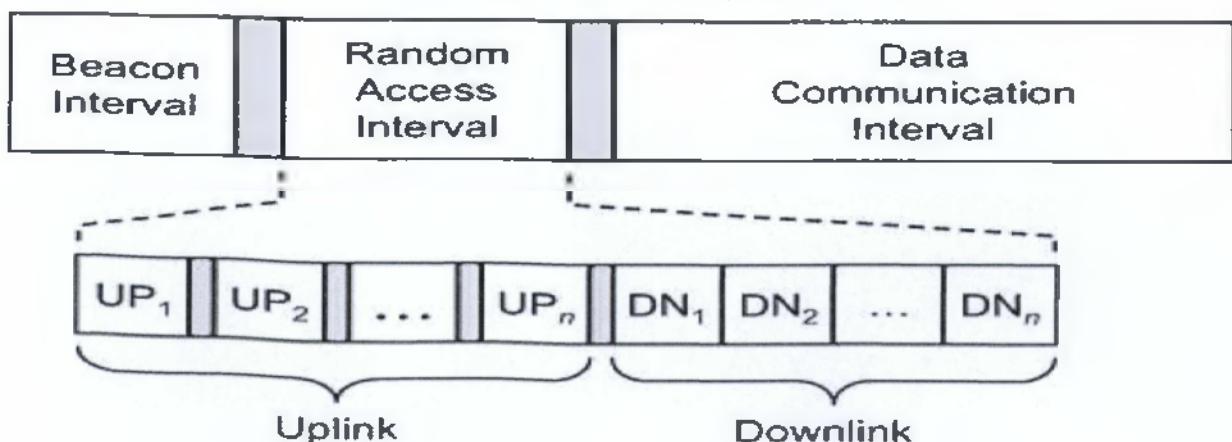 Beacon
Interval
Random
Access
Interval
Data
Communication
Interval
UP₁
UP₂
...
UPₙ
DN₁
DN₂
...
DNₙ
Uplink
Downlink